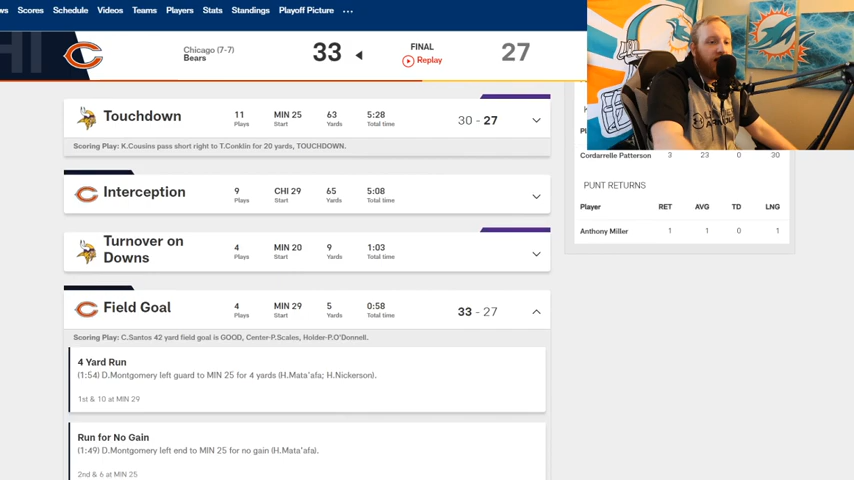 ws Scores Schedule Videos Teams Players Stats Standings Playoff Picture ...
Chicago (7-7)
Bears
33
FINAL
Replay
27
Touchdown
11 MIN 25 63 5:28
Plays Start Yards Total time
30 - 27
Scoring Play: K.Cousins pass short right to T.Conklin for 20 yards, TOUCHDOWN.
Interception
9 CHI 29 65 5:08
Plays Start Yards Total time
Turnover on
Downs
4 MIN 20 9 1:03
Plays Start Yards Total time
Field Goal
4 MIN 29 5 0:58
Plays Start Yards Total time
33 - 27
Scoring Play: C.Santos 42 yard field goal is GOOD, Center-P.Scales, Holder-P.O'Donnell.
4 Yard Run
(1:54) D.Montgomery left guard to MIN 25 for 4 yards (H.Mata'afa; H.Nickerson).
1st & 10 at MIN 29
Run for No Gain
(1:49) D.Montgomery left end to MIN 25 for no gain (H.Mata'afa).
2nd & 6 at MIN 25
Cordarrelle Patterson 3 23 0 30
PUNT RETURNS
Player RET AVG TD LNG
Anthony Miller 1 1 0 1